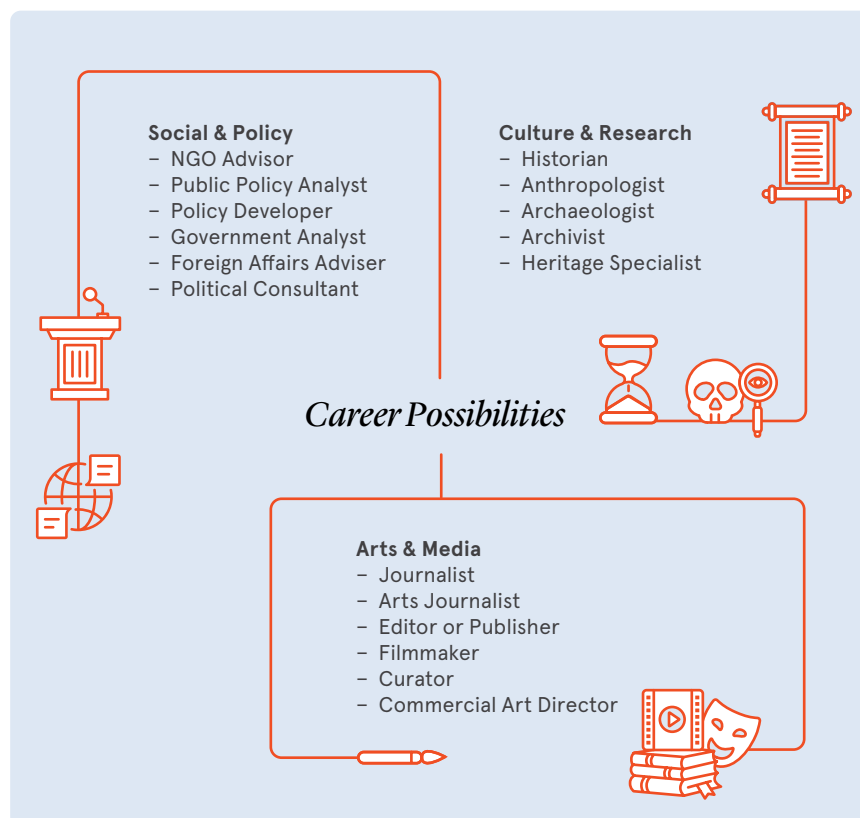 Social & Policy
– NGO Advisor
– Public Policy Analyst
– Policy Developer
– Government Analyst
– Foreign Affairs Adviser
– Political Consultant
Culture & Research
– Historian
– Anthropologist
– Archaeologist
– Archivist
– Heritage Specialist
Career Possibilities
Arts & Media
– Journalist
– Arts Journalist
– Editor or Publisher
– Filmmaker
– Curator
– Commercial Art Director